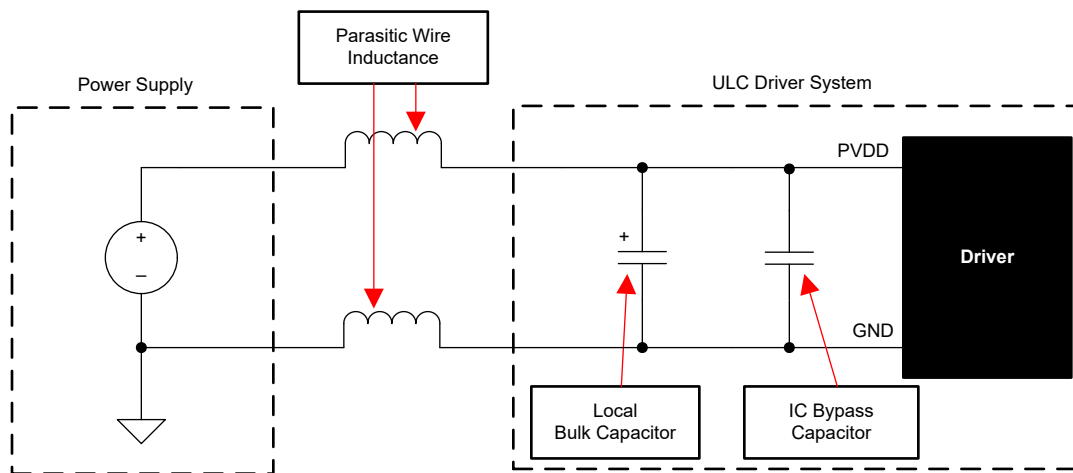 Parasitic Wire
Inductance
Power Supply
ULC Driver System
PVDD
+
–
+
Driver
GND
Local
Bulk Capacitor
IC Bypass
Capacitor